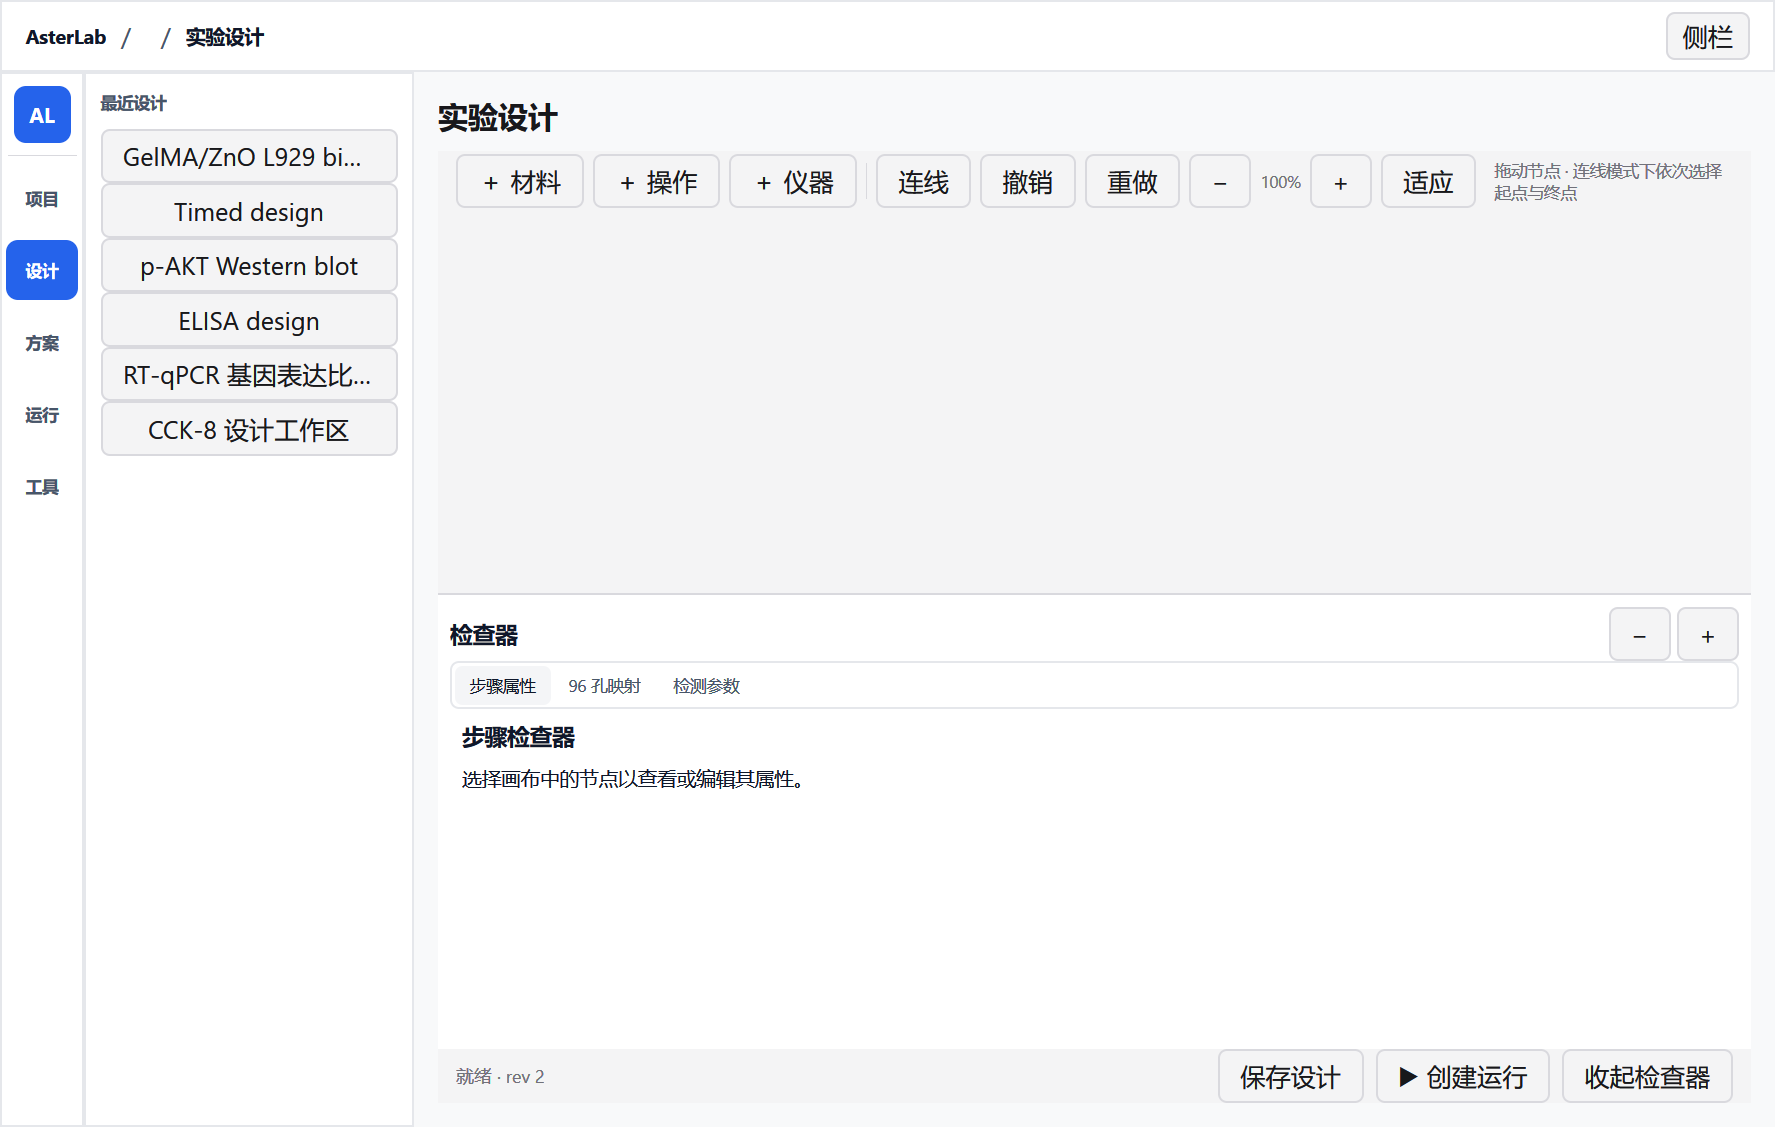 AsterLab / / 实验设计
侧栏
AL
项目
设计
方案
运行
工具
最近设计
GelMA/ZnO L929 bi...
Timed design
p-AKT Western blot
ELISA design
RT-qPCR 基因表达比...
CCK-8 设计工作区
实验设计
+ 材料
+ 操作
+ 仪器
连线
撤销
重做
−
100%
+
适应
拖动节点 · 连线模式下依次选择
起点与终点
检查器
−
+
步骤属性
96 孔映射
检测参数
步骤检查器
选择画布中的节点以查看或编辑其属性。
就绪 · rev 2
保存设计
▶ 创建运行
收起检查器